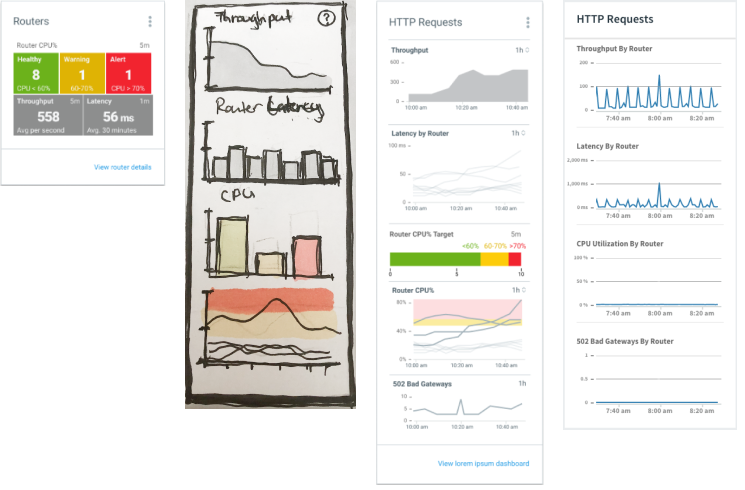 Routers
Router CPU% 5m
Healthy Warning Alert
8 1 1
CPU < 60% 60-70% CPU > 70%
Throughput 5m Latency 1m
558 56 ms
Avg per second Avg. 30 minutes
View router details
Throughput ?
Router Latency
CPU
HTTP Requests
Throughput 1h
600
300
0
10:00 am 10:20 am 10:40 am
Latency by Router 1h
100 ms
50
0
10:00 am 10:20 am 10:40 am
Router CPU% Target 5m
<60% 60-70% >70%
0 5 10
Router CPU% 1h
80%
40%
0%
10:00 am 10:20 am 10:40 am
502 Bad Gateways 1h
10
5
0
10:00 am 10:20 am 10:40 am
View lorem ipsum dashboard
HTTP Requests
Throughput By Router
200
100
0
7:40 am 8:00 am 8:20 am
Latency By Router
2,000 ms
1,000 ms
0 ms
7:40 am 8:00 am 8:20 am
CPU Utilization By Router
100 %
50 %
0 %
7:40 am 8:00 am 8:20 am
502 Bad Gateways By Router
1
0.5
0
7:40 am 8:00 am 8:20 am